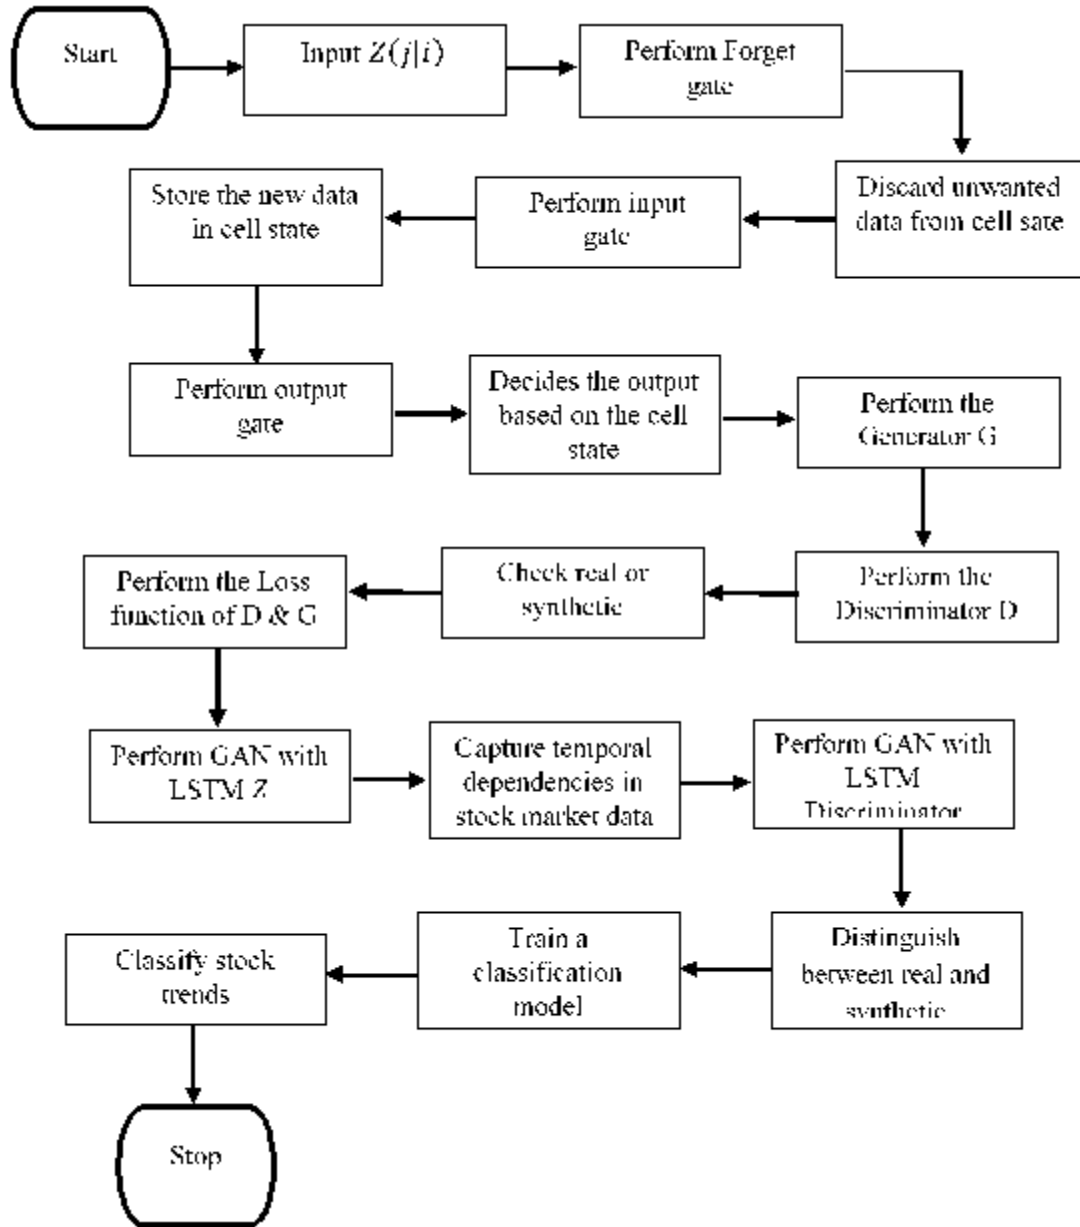 Start
Input Z(j|i)
Perform Forget
gate
Discard unwanted
data from cell sate
Perform input
gate
Store the new data
in cell state
Perform output
gate
Decides the output
based on the cell
state
Perform the
Generator G
Perform the
Discriminator D
Check real or
synthetic
Perform the Loss
function of D & G
Perform GAN with
LSTM Z
Capture temporal
dependencies in
stock market data
Perform GAN with
LSTM
Discriminator
Distinguish
between real and
synthetic
Train a
classification
model
Classify stock
trends
Stop